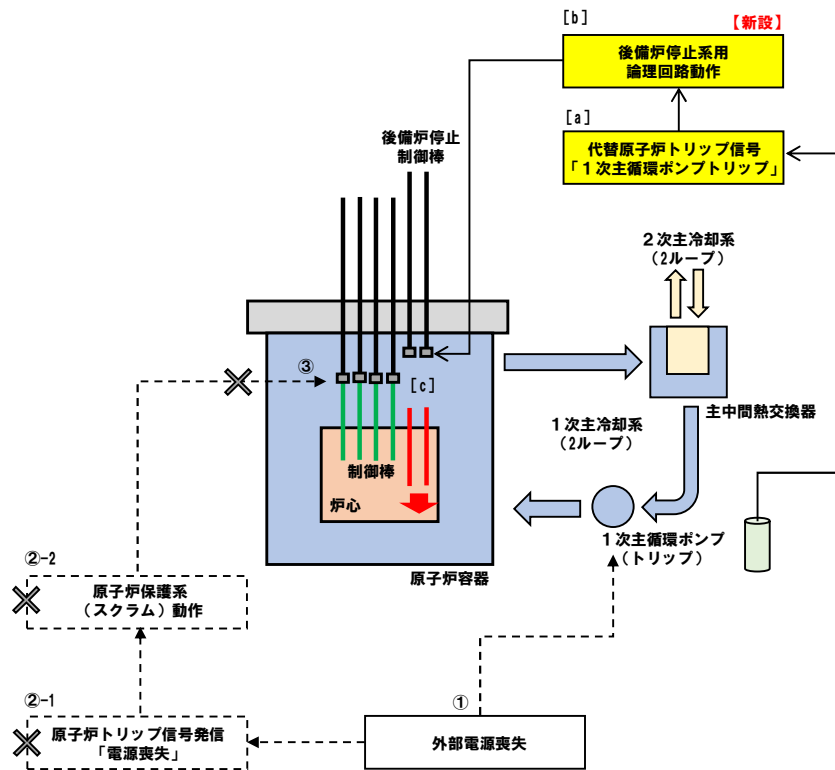 [b]
【新設】
後備炉停止系用
論理回路動作
[a]
代替原子炉トリップ信号
「１次主循環ポンプトリップ」
後備炉停止
制御棒
２次主冷却系
（2ループ）
③
[c]
主中間熱交換器
１次主冷却系
（2ループ）
制御棒
炉心
１次主循環ポンプ
（トリップ）
原子炉容器
②-2
原子炉保護系
（スクラム）動作
②-1
原子炉トリップ信号発信
「電源喪失」
①
外部電源喪失